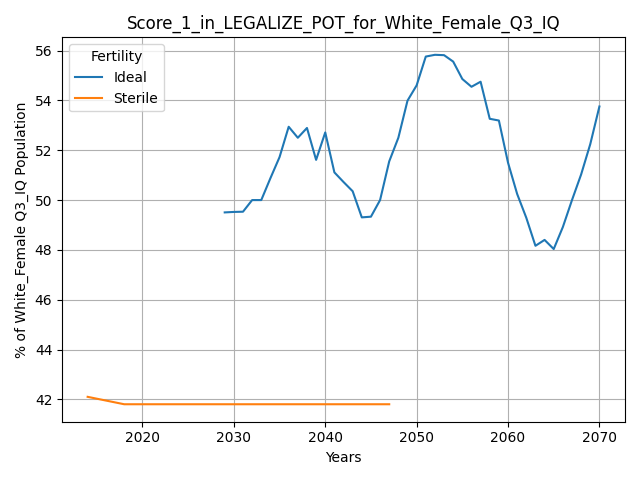 Score_1_in_LEGALIZE_POT_for_White_Female_Q3_IQ
Fertility
Ideal
Sterile
% of White_Female Q3_IQ Population
56
54
52
50
48
46
44
42
2020 2030 2040 2050 2060 2070
Years